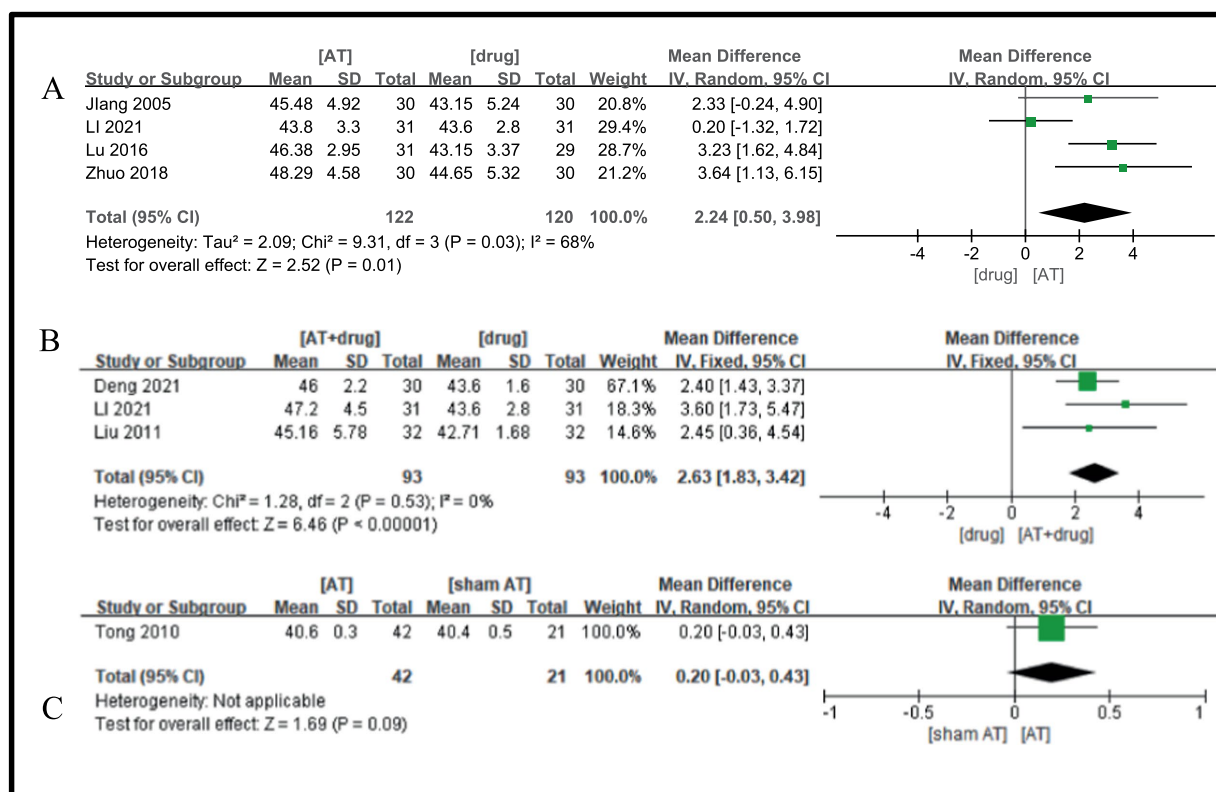 A
[AT] [drug] Mean Difference Mean Difference
Study or Subgroup Mean SD Total Mean SD Total Weight IV, Random, 95% CI IV, Random, 95% CI
JIang 2005 45.48 4.92 30 43.15 5.24 30 20.8% 2.33 [-0.24, 4.90]
LI 2021 43.8 3.3 31 43.6 2.8 31 29.4% 0.20 [-1.32, 1.72]
Lu 2016 46.38 2.95 31 43.15 3.37 29 28.7% 3.23 [1.62, 4.84]
Zhuo 2018 48.29 4.58 30 44.65 5.32 30 21.2% 3.64 [1.13, 6.15]
Total (95% CI) 122 120 100.0% 2.24 [0.50, 3.98]
Heterogeneity: Tau² = 2.09; Chi² = 9.31, df = 3 (P = 0.03); I² = 68%
Test for overall effect: Z = 2.52 (P = 0.01)
-4 -2 0 2 4
[drug] [AT]
B
[AT+drug] [drug] Mean Difference Mean Difference
Study or Subgroup Mean SD Total Mean SD Total Weight IV, Fixed, 95% CI IV, Fixed, 95% CI
Deng 2021 46 2.2 30 43.6 1.6 30 67.1% 2.40 [1.43, 3.37]
LI 2021 47.2 4.5 31 43.6 2.8 31 18.3% 3.60 [1.73, 5.47]
Liu 2011 45.16 5.78 32 42.71 1.68 32 14.6% 2.45 [0.36, 4.54]
Total (95% CI) 93 93 100.0% 2.63 [1.83, 3.42]
Heterogeneity: Chi² = 1.28, df = 2 (P = 0.53); I² = 0%
Test for overall effect: Z = 6.46 (P < 0.00001)
-4 -2 0 2 4
[drug] [AT+drug]
C
[AT] [sham AT] Mean Difference Mean Difference
Study or Subgroup Mean SD Total Mean SD Total Weight IV, Random, 95% CI IV, Random, 95% CI
Tong 2010 40.6 0.3 42 40.4 0.5 21 100.0% 0.20 [-0.03, 0.43]
Total (95% CI) 42 21 100.0% 0.20 [-0.03, 0.43]
Heterogeneity: Not applicable
Test for overall effect: Z = 1.69 (P = 0.09)
-1 -0.5 0 0.5 1
[sham AT] [AT]